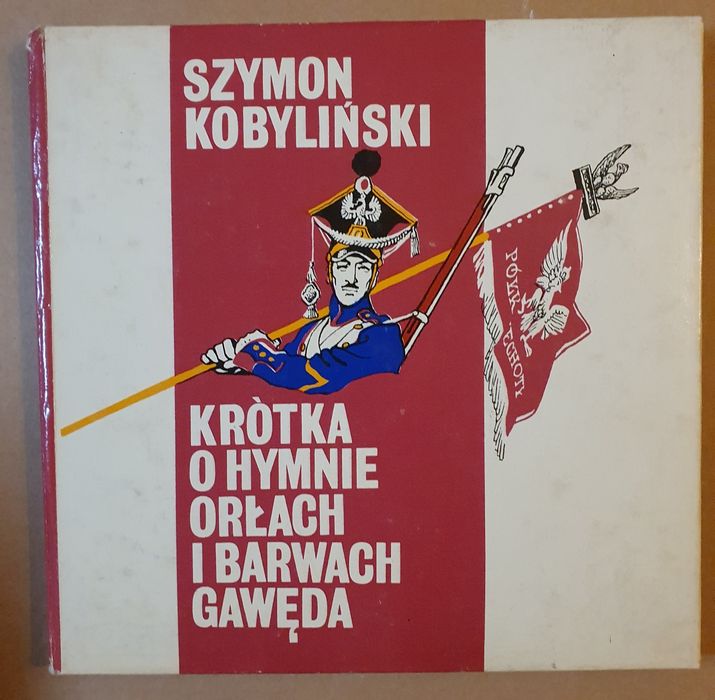 SZYMON
KOBYLIŃSKI
KRÒTKA
O HYMNIE
ORŁACH
I BARWACH
GAWĘDA